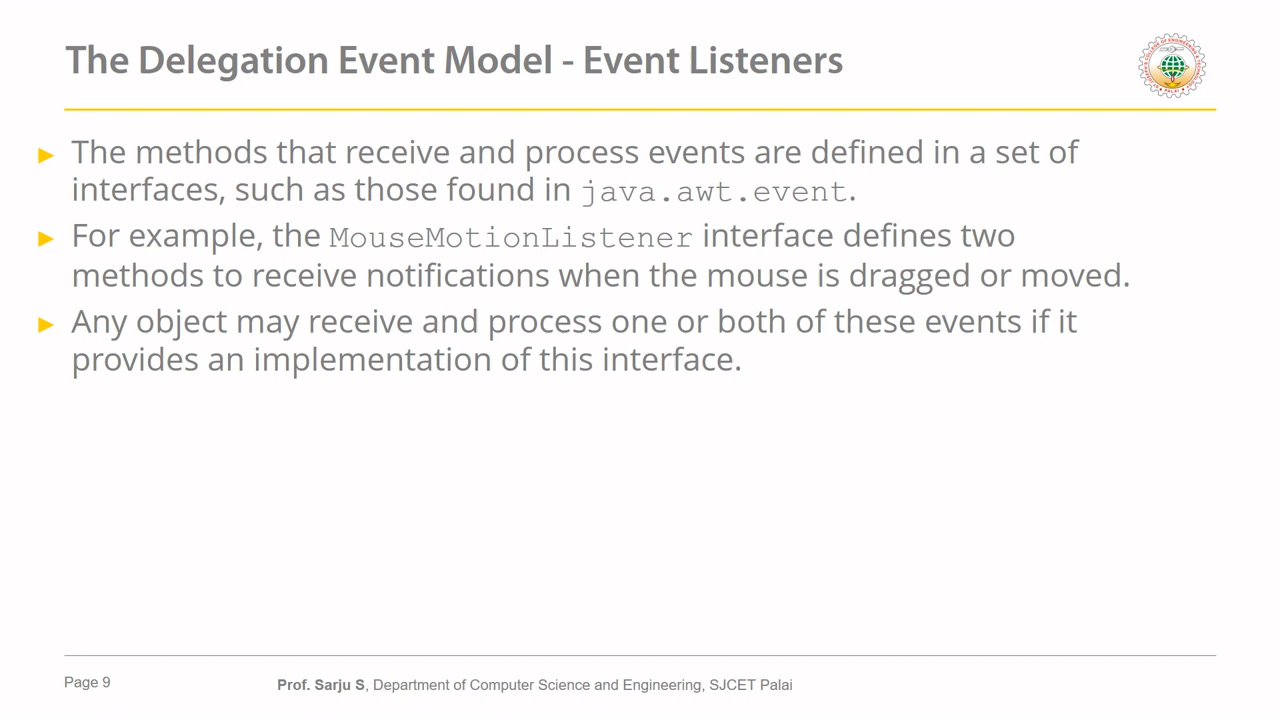 The Delegation Event Model - Event Listeners
► The methods that receive and process events are defined in a set of
interfaces, such as those found in java.awt.event.
► For example, the MouseMotionListener interface defines two
methods to receive notifications when the mouse is dragged or moved.
► Any object may receive and process one or both of these events if it
provides an implementation of this interface.
Page 9
Prof. Sarju S, Department of Computer Science and Engineering, SJCET Palai